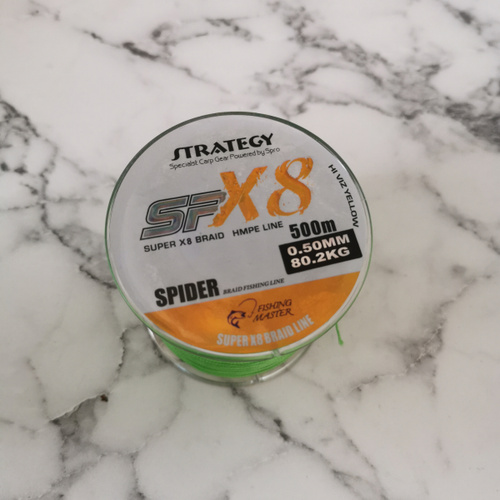 STRATEGY
Specialist Carp Gear Powered by Spro
SFX8
HI VIZ YELLOW
SUPER X8 BRAID HMPE LINE
500m
0.50MM
80.2KG
SPIDER BRAID FISHING LINE
FISHING
MASTER
SUPER X8 BRAID LINE